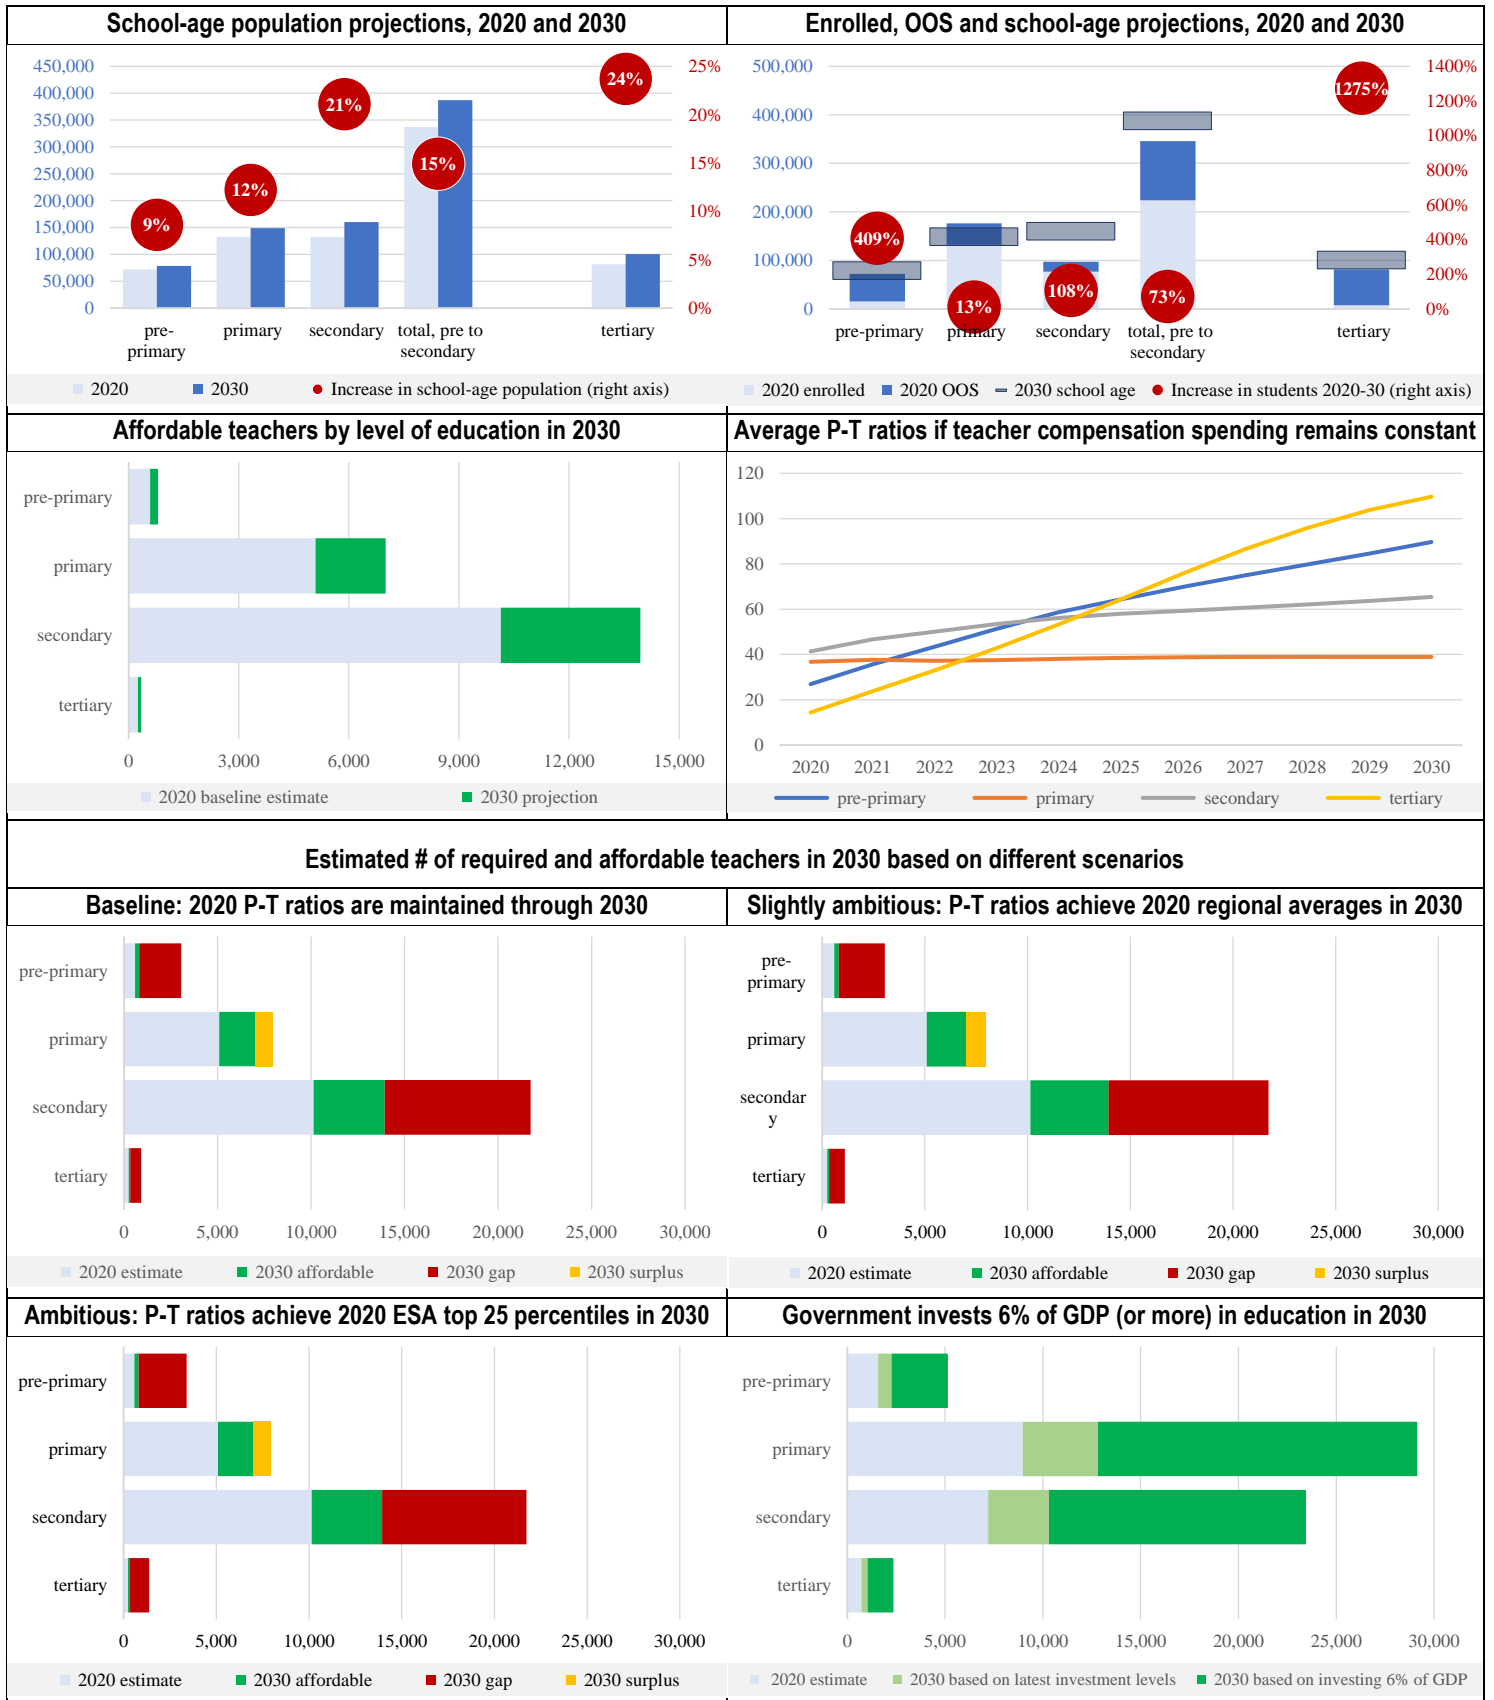 School-age population projections, 2020 and 2030
450,000
400,000
350,000
300,000
250,000
200,000
150,000
100,000
50,000
0
25%
20%
15%
10%
5%
0%
9%
12%
21%
15%
24%
pre-
primary
primary
secondary
total, pre to
secondary
tertiary
2020
2030
Increase in school-age population (right axis)
Enrolled, OOS and school-age projections, 2020 and 2030
500,000
400,000
300,000
200,000
100,000
0
1400%
1200%
1000%
800%
600%
400%
200%
0%
409%
13%
108%
73%
1275%
pre-primary
primary
secondary
total, pre to
secondary
tertiary
2020 enrolled
2020 OOS
2030 school age
Increase in students 2020-30 (right axis)
Affordable teachers by level of education in 2030
pre-primary
primary
secondary
tertiary
0
3,000
6,000
9,000
12,000
15,000
2020 baseline estimate
2030 projection
Average P-T ratios if teacher compensation spending remains constant
120
100
80
60
40
20
0
2020
2021
2022
2023
2024
2025
2026
2027
2028
2029
2030
pre-primary
primary
secondary
tertiary
Estimated # of required and affordable teachers in 2030 based on different scenarios
Baseline: 2020 P-T ratios are maintained through 2030
pre-primary
primary
secondary
tertiary
0
5,000
10,000
15,000
20,000
25,000
30,000
2020 estimate
2030 affordable
2030 gap
2030 surplus
Slightly ambitious: P-T ratios achieve 2020 regional averages in 2030
pre-
primary
primary
secondar
y
tertiary
0
5,000
10,000
15,000
20,000
25,000
30,000
2020 estimate
2030 affordable
2030 gap
2030 surplus
Ambitious: P-T ratios achieve 2020 ESA top 25 percentiles in 2030
pre-primary
primary
secondary
tertiary
0
5,000
10,000
15,000
20,000
25,000
30,000
2020 estimate
2030 affordable
2030 gap
2030 surplus
Government invests 6% of GDP (or more) in education in 2030
pre-primary
primary
secondary
tertiary
0
5,000
10,000
15,000
20,000
25,000
30,000
2020 estimate
2030 based on latest investment levels
2030 based on investing 6% of GDP